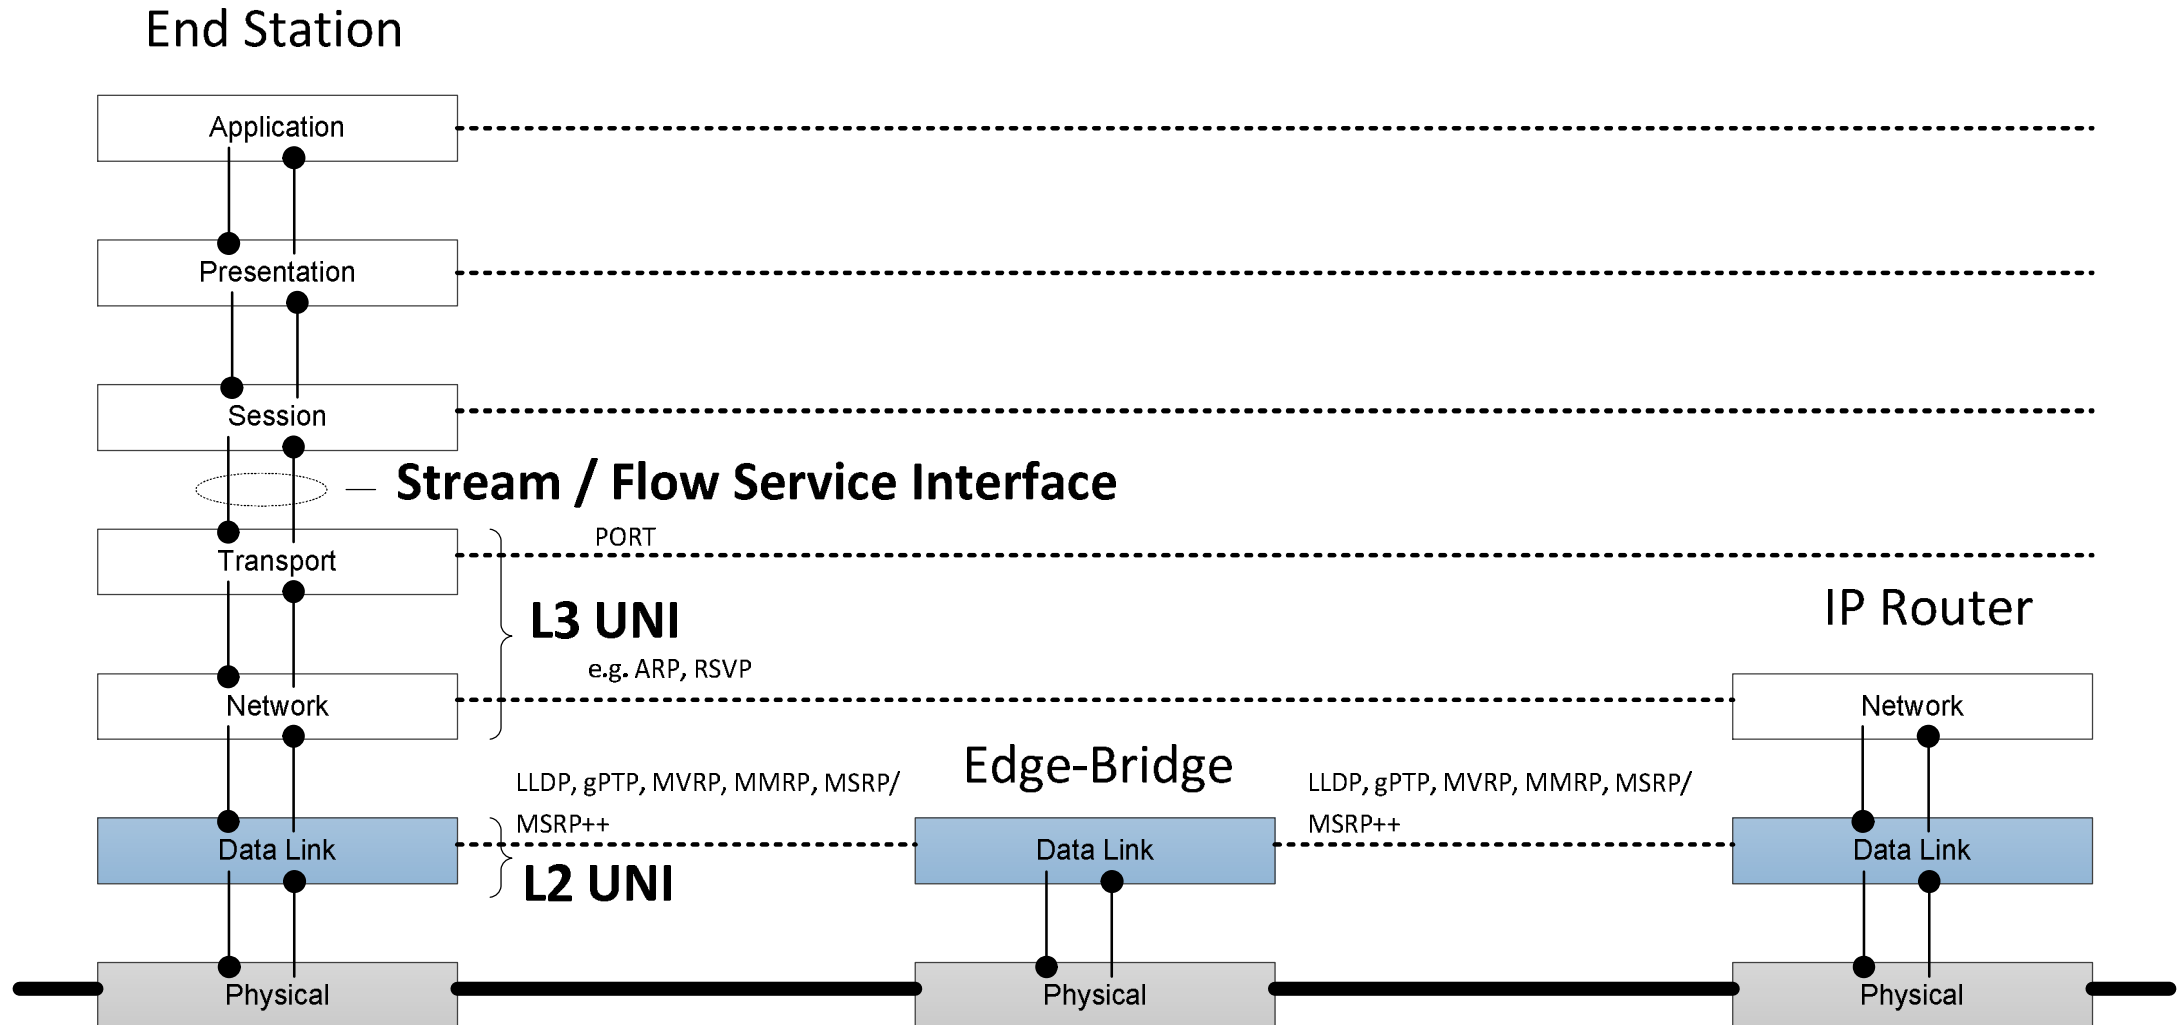 End Station
Application
Presentation
Session
Stream / Flow Service Interface
PORT
Transport
L3 UNI
IP Router
e.g. ARP, RSVP
Network
Network
Edge-Bridge
LLDP, gPTP, MVRP, MMRP, MSRP/
MSRP++
LLDP, gPTP, MVRP, MMRP, MSRP/
MSRP++
Data Link
Data Link
Data Link
L2 UNI
Physical
Physical
Physical